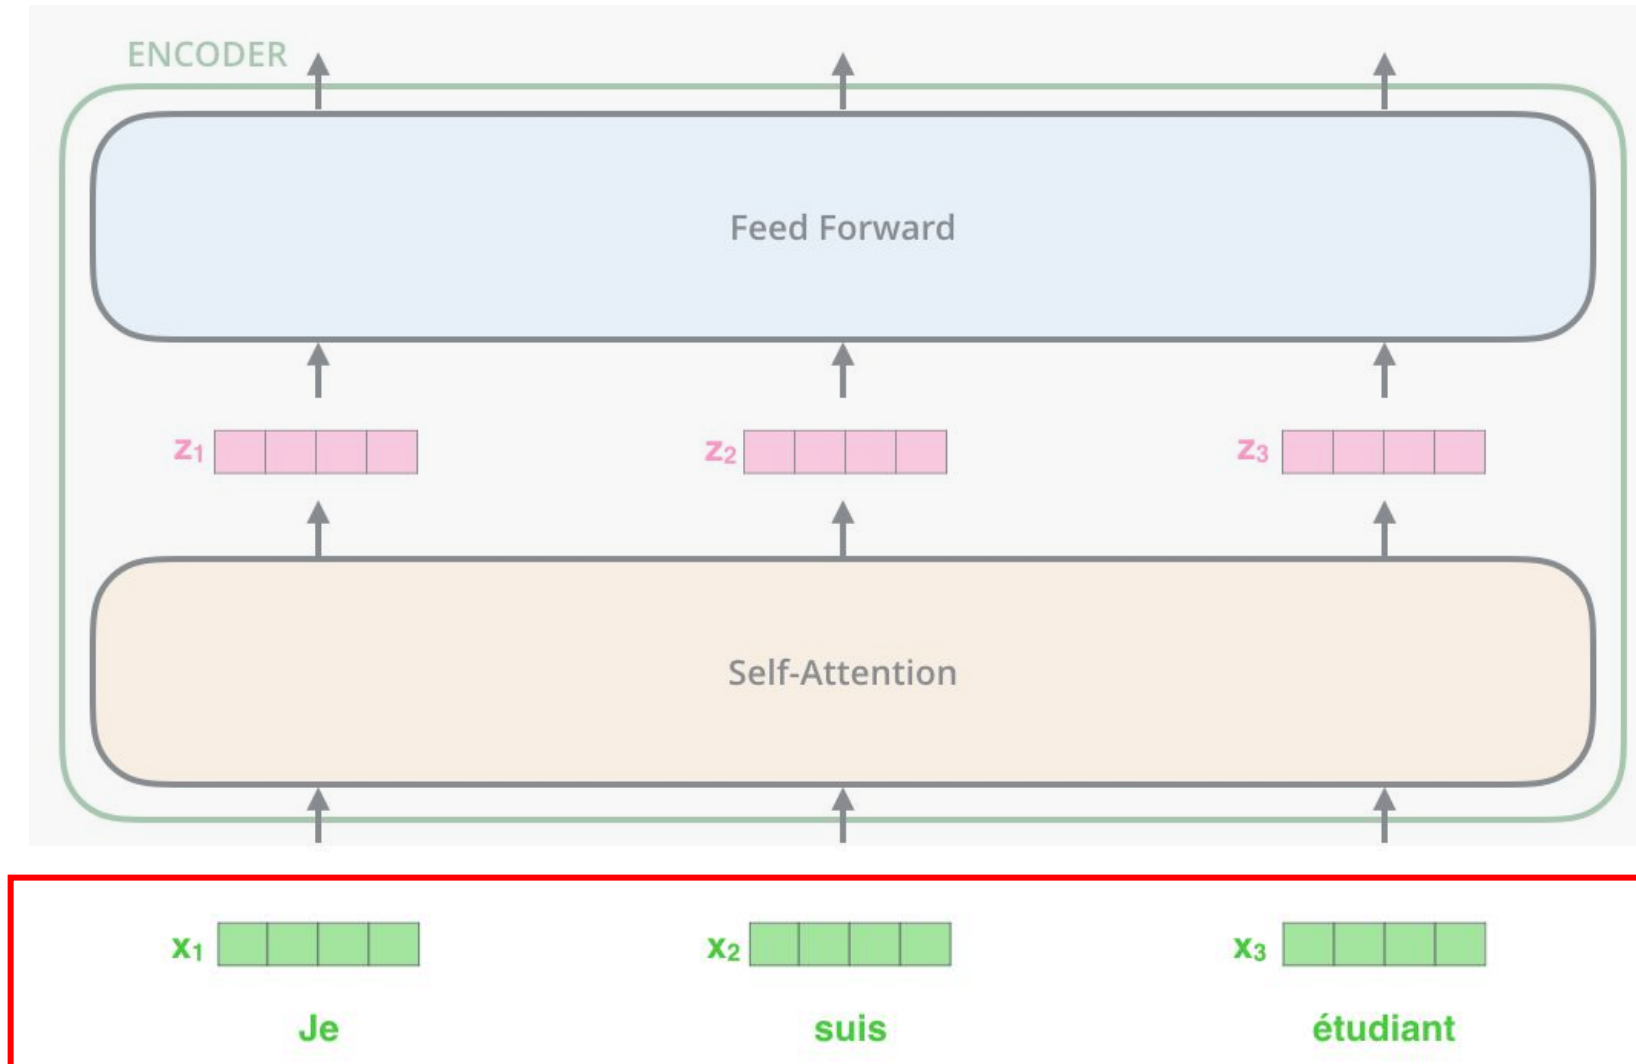 ENCODER
Feed Forward
z₁ z₂ z₃
Self-Attention
x₁ x₂ x₃
Je suis étudiant